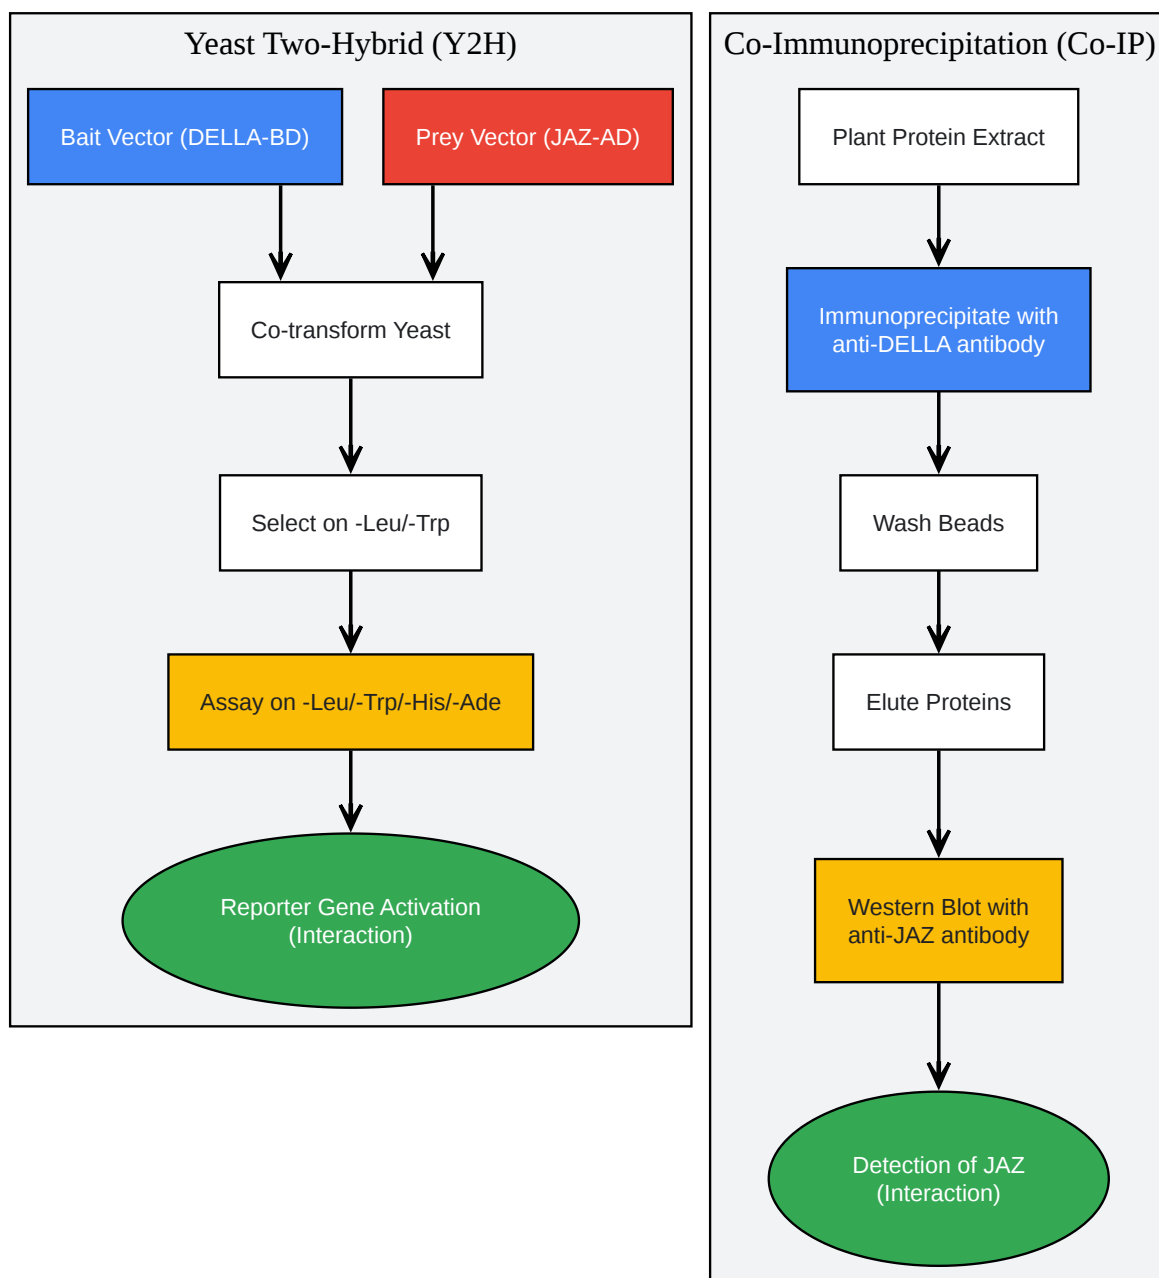 Yeast Two-Hybrid (Y2H)
Bait Vector (DELLA-BD)
Prey Vector (JAZ-AD)
Co-transform Yeast
Select on -Leu/-Trp
Assay on -Leu/-Trp/-His/-Ade
Reporter Gene Activation
(Interaction)
Co-Immunoprecipitation (Co-IP)
Plant Protein Extract
Immunoprecipitate with
anti-DELLA antibody
Wash Beads
Elute Proteins
Western Blot with
anti-JAZ antibody
Detection of JAZ
(Interaction)